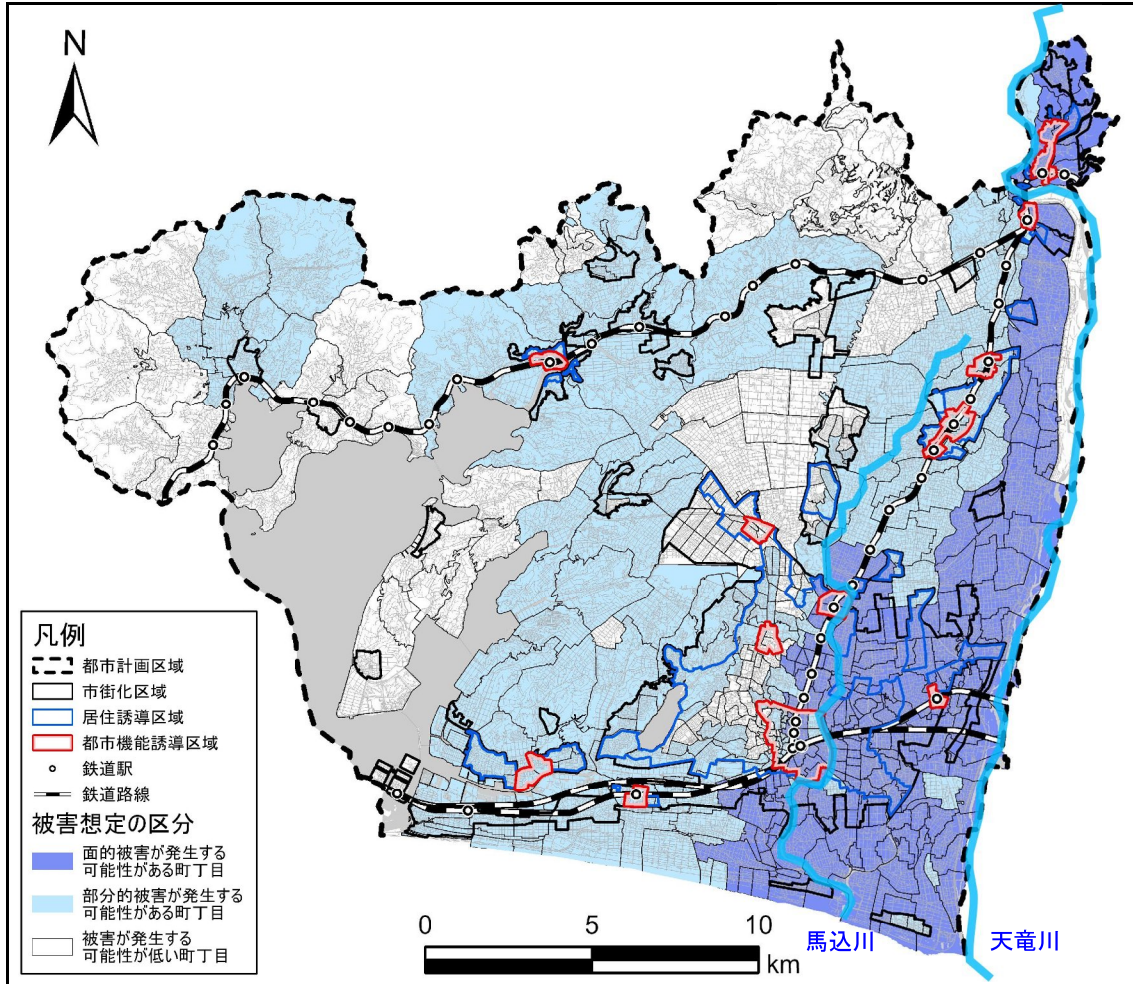 N
凡例
都市計画区域
市街化区域
居住誘導区域
都市機能誘導区域
鉄道駅
鉄道路線
被害想定の区分
面的被害が発生する
可能性がある町丁目
部分的被害が発生する
可能性がある町丁目
被害が発生する
可能性が低い町丁目
0 5 10
km
馬込川
天竜川